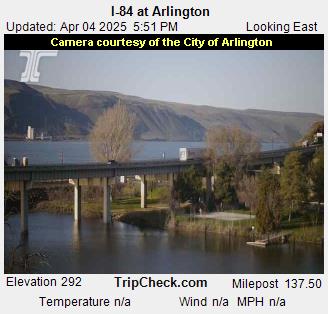 I-84 at Arlington
Updated: Apr 04 2025 5:51 PM Looking East
Camera courtesy of the City of Arlington
Elevation 292 TripCheck.com Milepost 137.50
Temperature n/a Wind n/a MPH n/a